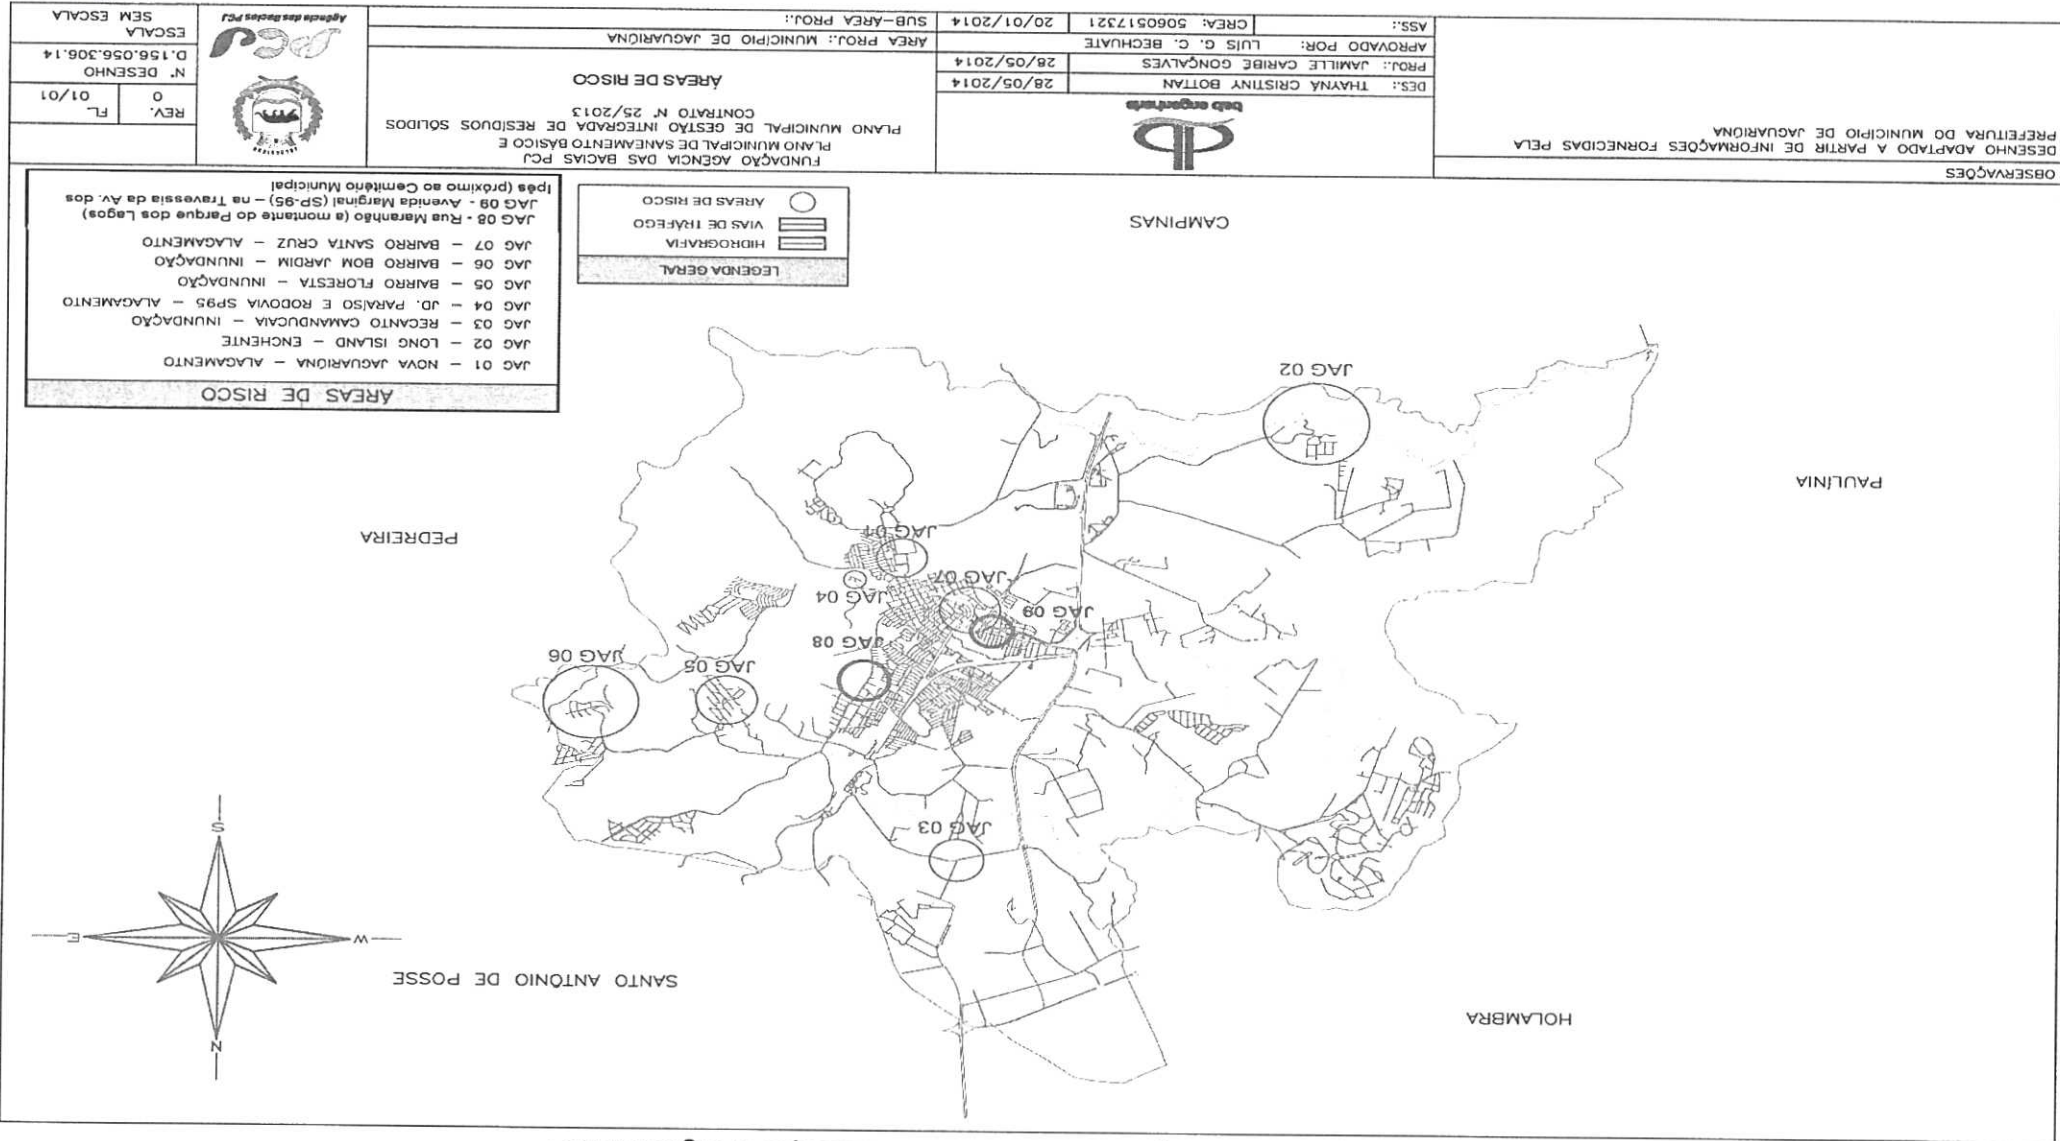 HOLAMBRA
SANTO ANTÔNIO DE POSSE
N
W
E
S
JAG 03
JAG 06
JAG 05
JAG 08
JAG 09
JAG 04
JAG 07
JAG 01
PEDREIRA
PAULÍNIA
JAG 02
CAMPINAS
ÁREAS DE RISCO
JAG 01 – NOVA JAGUARIÚNA – ALAGAMENTO
JAG 02 – LONG ISLAND – ENCHENTE
JAG 03 – RECANTO CAMANDUCAIA – INUNDAÇÃO
JAG 04 – JD. PARAÍSO E RODOVIA SP95 – ALAGAMENTO
JAG 05 – BAIRRO FLORESTA – INUNDAÇÃO
JAG 06 – BAIRRO BOM JARDIM – INUNDAÇÃO
JAG 07 – BAIRRO SANTA CRUZ – ALAGAMENTO
JAG 08 - Rua Maranhão (a montante do Parque dos Lagos)
JAG 09 - Avenida Marginal (SP-95) – na Travessia da Av. dos
Ipês (próximo ao Cemitério Municipal
LEGENDA GERAL
HIDROGRAFIA
VIAS DE TRÁFEGO
ÁREAS DE RISCO
OBSERVAÇÕES
DESENHO ADAPTADO A PARTIR DE INFORMAÇÕES FORNECIDAS PELA
PREFEITURA DO MUNICÍPIO DE JAGUARIÚNA
b&b engenharia
DES.: THAYNÁ CRISTINY BOTTAN 28/05/2014
PROJ.: JAMILLE CARIBÉ GONÇALVES 28/05/2014
APROVADO POR: LUÍS G. C. BECHUATE
ASS.: CREA: 5060517321 20/01/2014
FUNDAÇÃO AGÊNCIA DAS BACIAS PCJ
PLANO MUNICIPAL DE SANEAMENTO BÁSICO E
PLANO MUNICIPAL DE GESTÃO INTEGRADA DE RESÍDUOS SÓLIDOS
CONTRATO N° 25/2013
ÁREAS DE RISCO
ÁREA PROJ.: MUNICÍPIO DE JAGUARIÚNA
SUB-ÁREA PROJ.:
PCJ
Agência das Bacias PCJ
REV.
0
FL.
01/01
N° DESENHO
D.156.056.306.14
ESCALA
SEM ESCALA